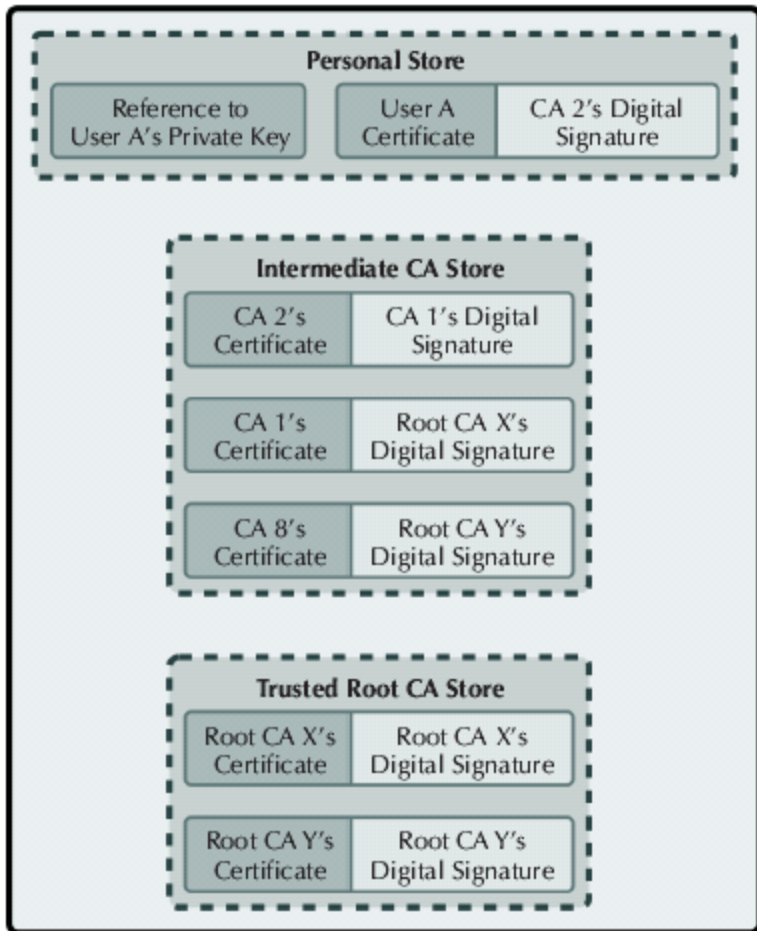 Personal Store
Reference to
User A's Private Key
User A
Certificate
CA 2's Digital
Signature
Intermediate CA Store
CA 2's
Certificate
CA 1's Digital
Signature
CA 1's
Certificate
Root CA X's
Digital Signature
CA 8's
Certificate
Root CA Y's
Digital Signature
Trusted Root CA Store
Root CA X's
Certificate
Root CA X's
Digital Signature
Root CA Y's
Certificate
Root CA Y's
Digital Signature